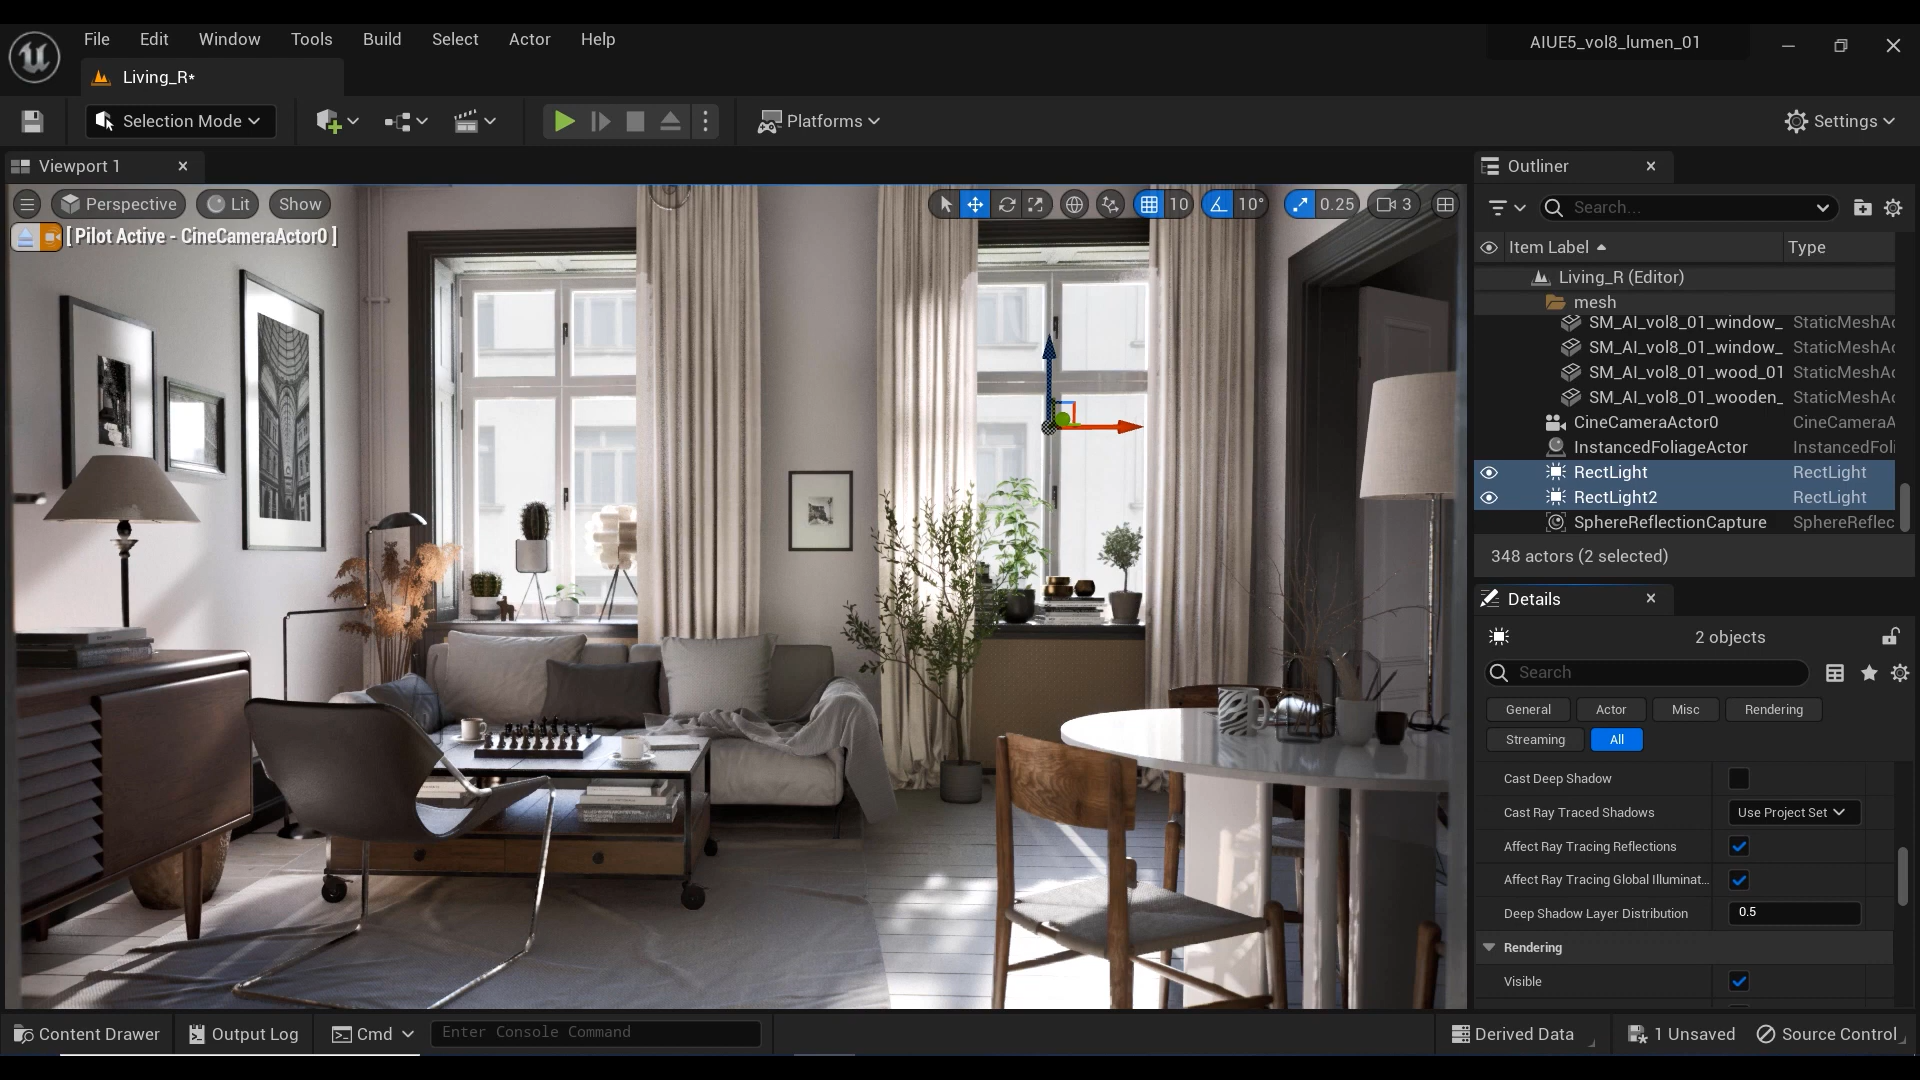 File Edit Window Tools Build Select Actor Help
AIUE5_vol8_lumen_01
Living_R*
Selection Mode
Platforms
Settings
Viewport 1
Perspective
Lit
Show
10
10°
0.25
3
[ Pilot Active - CineCameraActor0 ]
Outliner
Search...
Item Label
Type
Living_R (Editor)
mesh
SM_AI_vol8_01_window_ StaticMeshAc
SM_AI_vol8_01_window_ StaticMeshAc
SM_AI_vol8_01_wood_01 StaticMeshAc
SM_AI_vol8_01_wooden_ StaticMeshAc
CineCameraActor0 CineCameraA
InstancedFoliageActor InstancedFoli
RectLight RectLight
RectLight2 RectLight
SphereReflectionCapture SphereReflec
348 actors (2 selected)
Details
2 objects
Search
General Actor Misc Rendering
Streaming All
Cast Deep Shadow
Cast Ray Traced Shadows Use Project Set
Affect Ray Tracing Reflections
Affect Ray Tracing Global Illuminat...
Deep Shadow Layer Distribution 0.5
Rendering
Visible
Content Drawer
Output Log
Cmd
Enter Console Command
Derived Data
1 Unsaved
Source Control